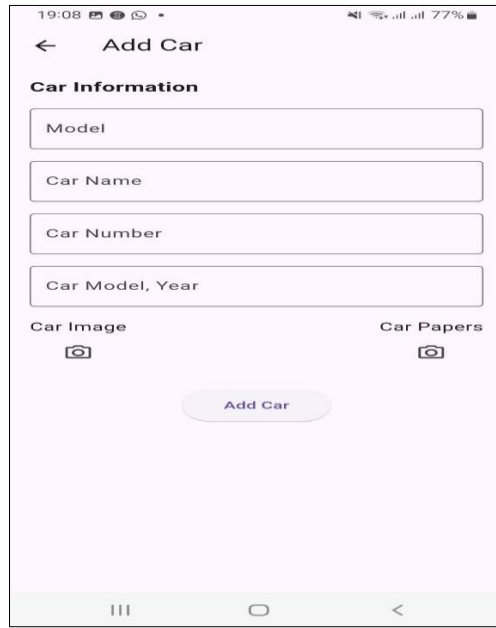 19:08 77%
Add Car
Car Information
Model
Car Name
Car Number
Car Model, Year
Car Image Car Papers
Add Car